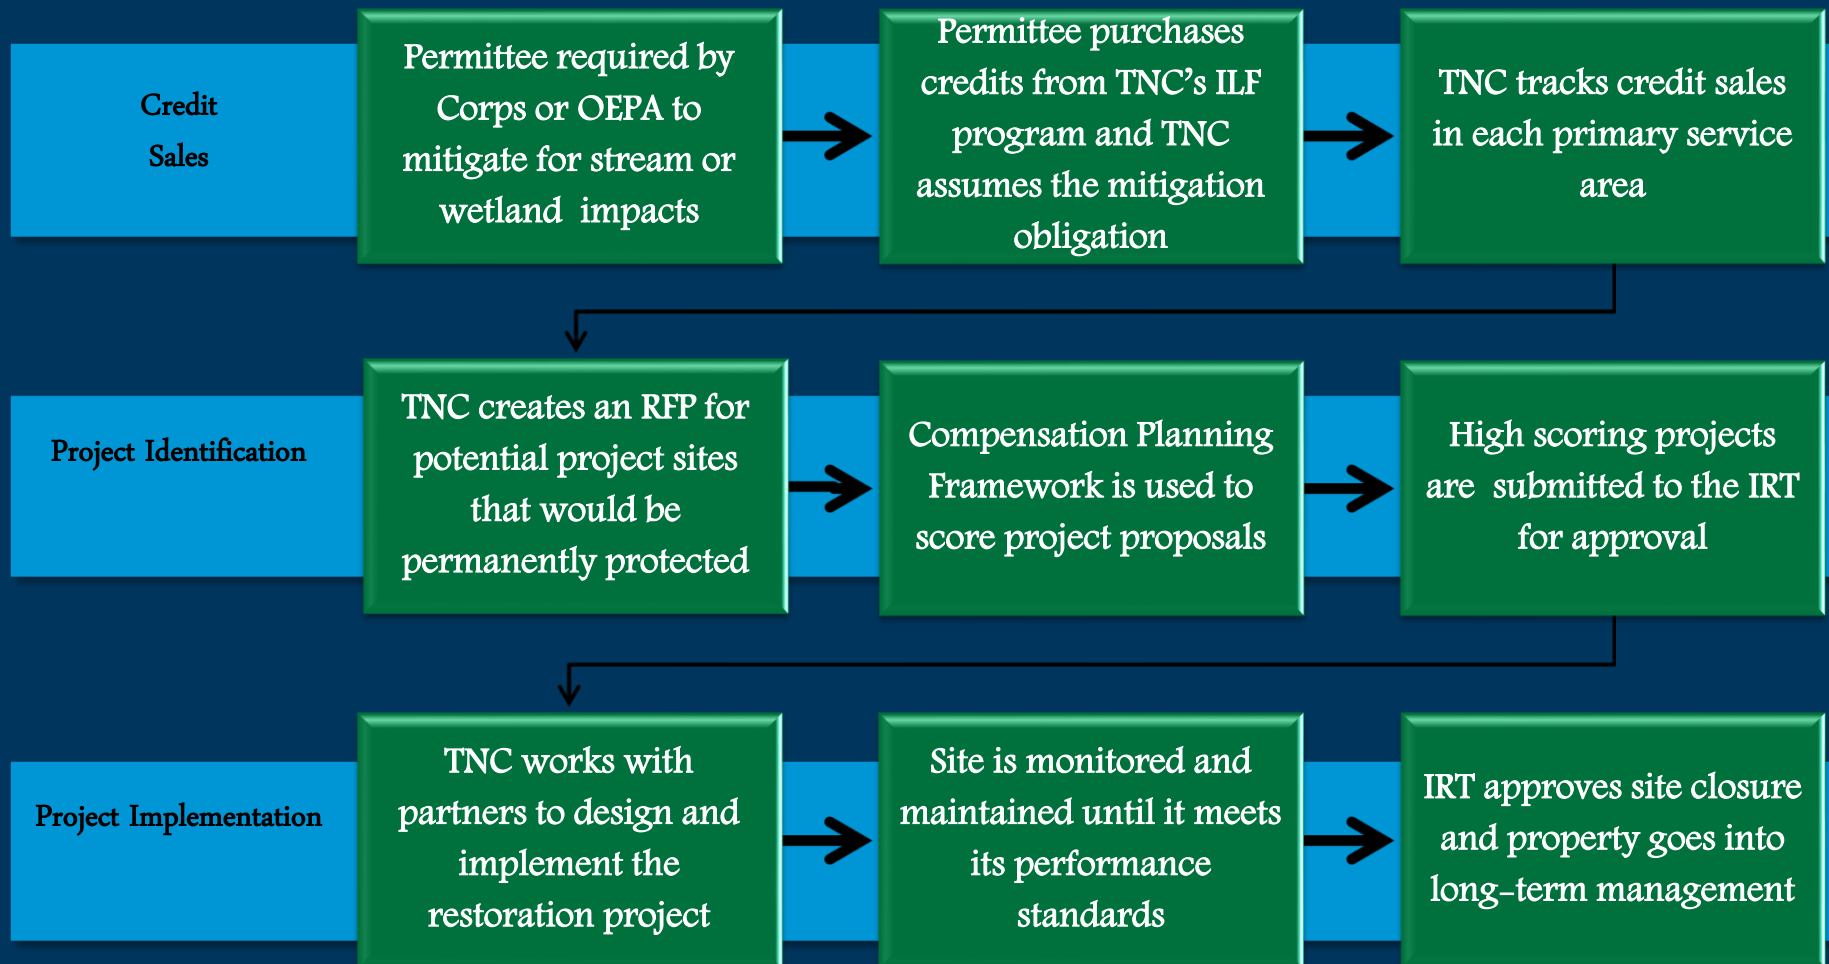 Credit
Sales
Permittee required by
Corps or OEPA to
mitigate for stream or
wetland impacts
Permittee purchases
credits from TNC’s ILF
program and TNC
assumes the mitigation
obligation
TNC tracks credit sales
in each primary service
area
Project Identification
TNC creates an RFP for
potential project sites
that would be
permanently protected
Compensation Planning
Framework is used to
score project proposals
High scoring projects
are submitted to the IRT
for approval
Project Implementation
TNC works with
partners to design and
implement the
restoration project
Site is monitored and
maintained until it meets
its performance
standards
IRT approves site closure
and property goes into
long-term management